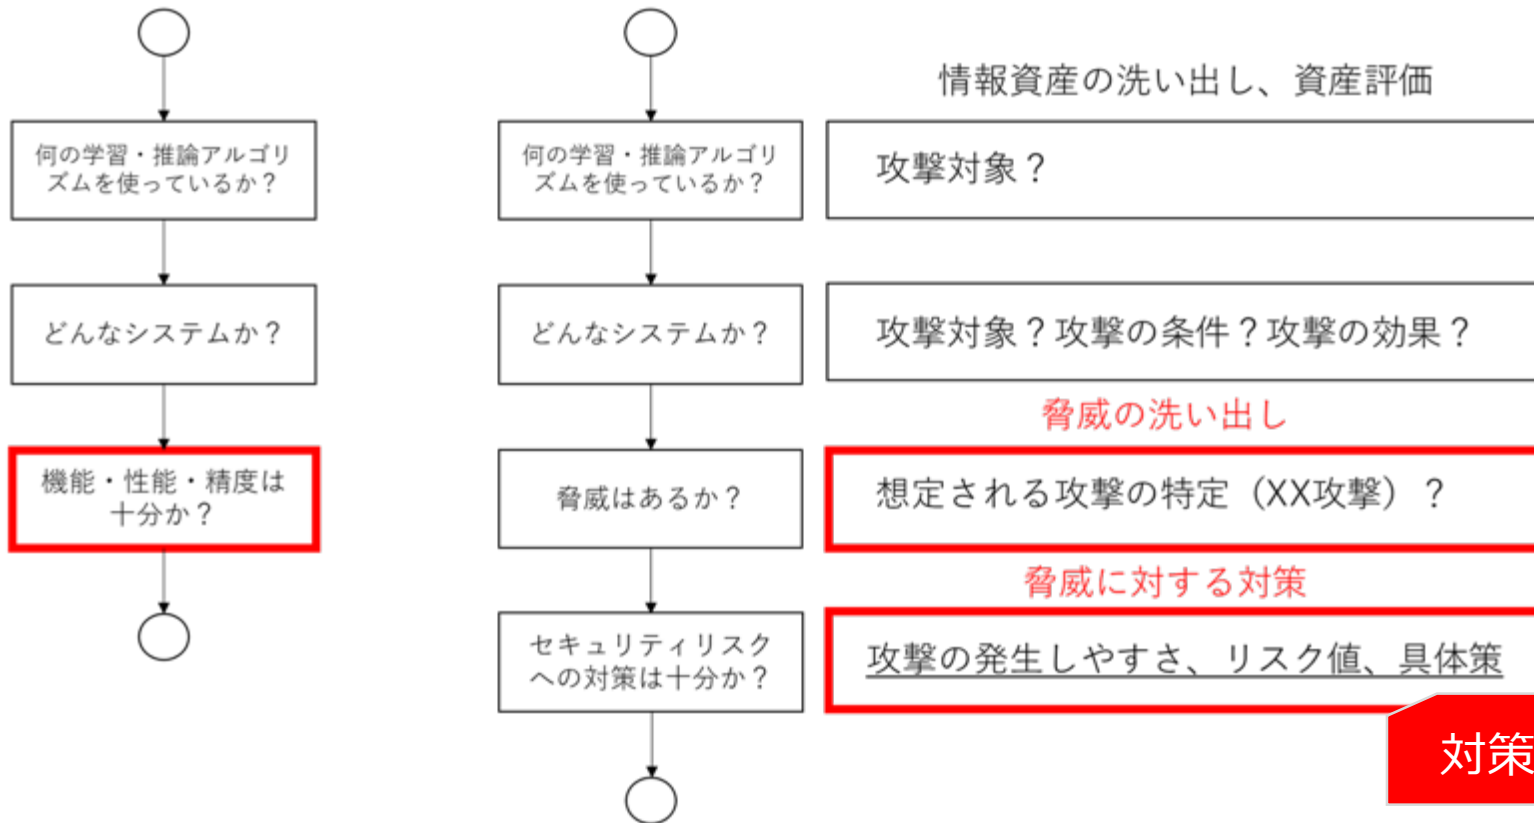 何の学習・推論アルゴリ
ズムを使っているか？
どんなシステムか？
機能・性能・精度は
十分か？
何の学習・推論アルゴリ
ズムを使っているか？
どんなシステムか？
脅威はあるか？
セキュリティリスク
への対策は十分か？
情報資産の洗い出し、資産評価
攻撃対象？
攻撃対象？攻撃の条件？攻撃の効果？
脅威の洗い出し
想定される攻撃の特定（XX攻撃）？
脅威に対する対策
攻撃の発生しやすさ、リスク値、具体策
対策